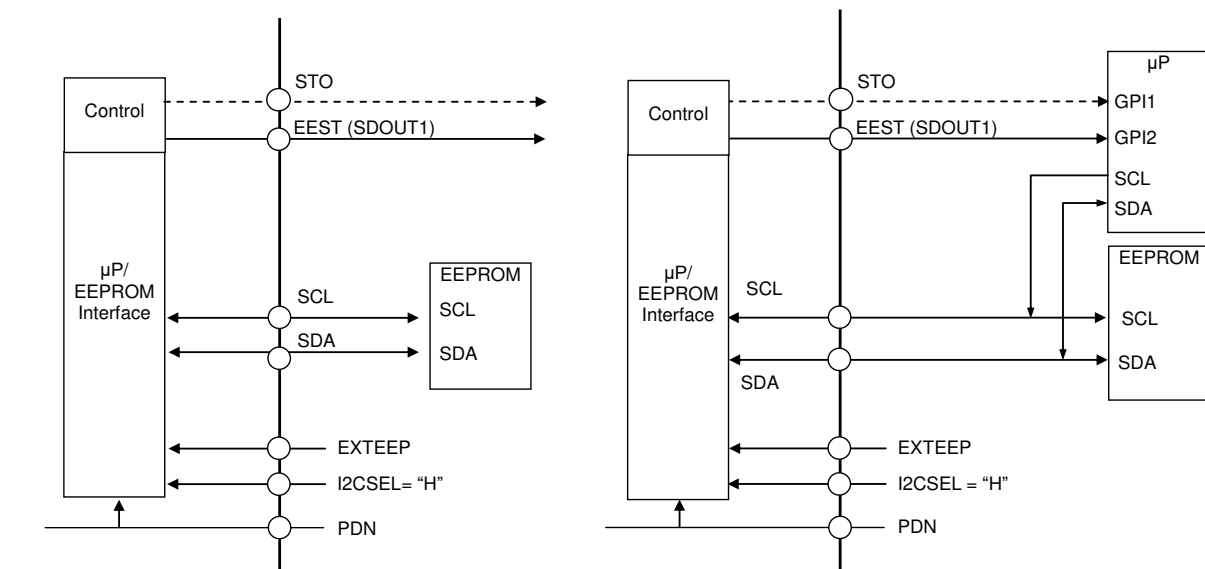 STO
Control
EEST (SDOUT1)
µP/
EEPROM
Interface
EEPROM
SCL
SCL
SDA
SDA
EXTEEP
I2CSEL= “H”
PDN
µP
STO
GPI1
Control
EEST (SDOUT1)
GPI2
SCL
SDA
EEPROM
µP/
EEPROM
Interface
SCL
SCL
SDA
SDA
EXTEEP
I2CSEL = “H”
PDN